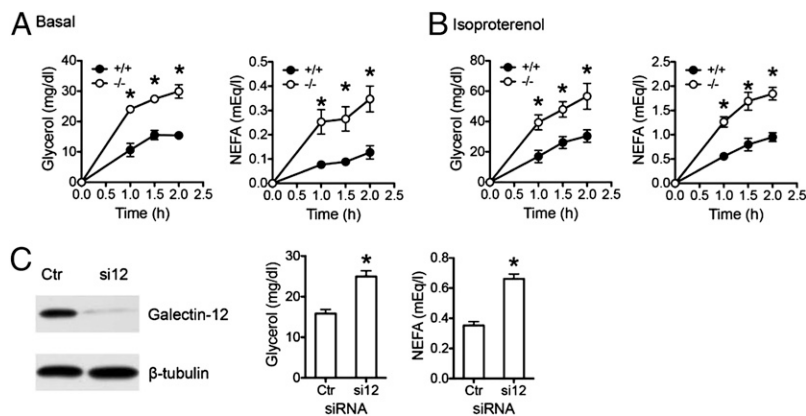 A Basal
+/+
-/-
Glycerol (mg/dl)
40
30
20
10
0
* * *
0.0 0.5 1.0 1.5 2.0 2.5
Time (h)
+/+
-/-
NEFA (mEq/l)
0.5
0.4
0.3
0.2
0.1
0.0
* * *
0.0 0.5 1.0 1.5 2.0 2.5
Time (h)
B Isoproterenol
+/+
-/-
Glycerol (mg/dl)
80
60
40
20
0
* * *
0.0 0.5 1.0 1.5 2.0 2.5
Time (h)
+/+
-/-
NEFA (mEq/l)
2.5
2.0
1.5
1.0
0.5
0.0
* * *
0.0 0.5 1.0 1.5 2.0 2.5
Time (h)
C
Ctr si12
Galectin-12
β-tubulin
Glycerol (mg/dl)
30
20
10
0
*
Ctr si12
siRNA
NEFA (mEq/l)
0.8
0.6
0.4
0.2
0.0
*
Ctr si12
siRNA